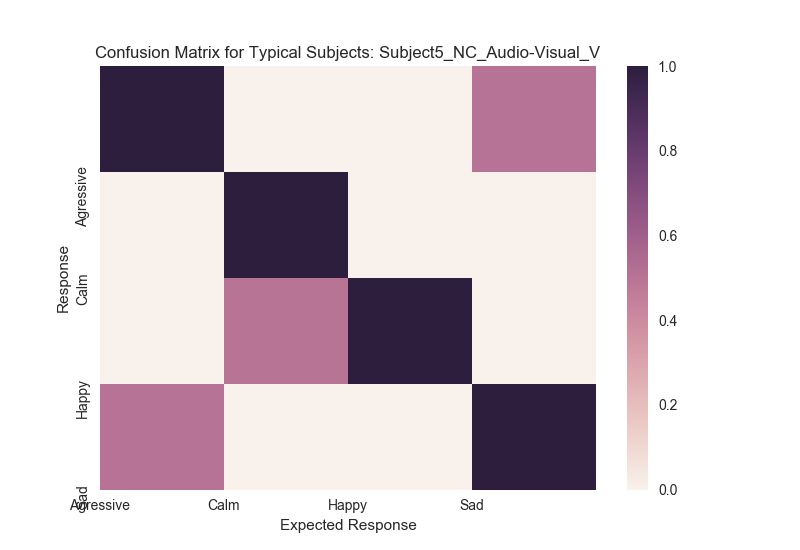 Confusion Matrix for Typical Subjects: Subject5_NC_Audio-Visual_V
1.0
0.8
0.6
0.4
0.2
0.0
Response
Agressive
Calm
Happy
Sad
Agressive
Calm
Happy
Sad
Expected Response